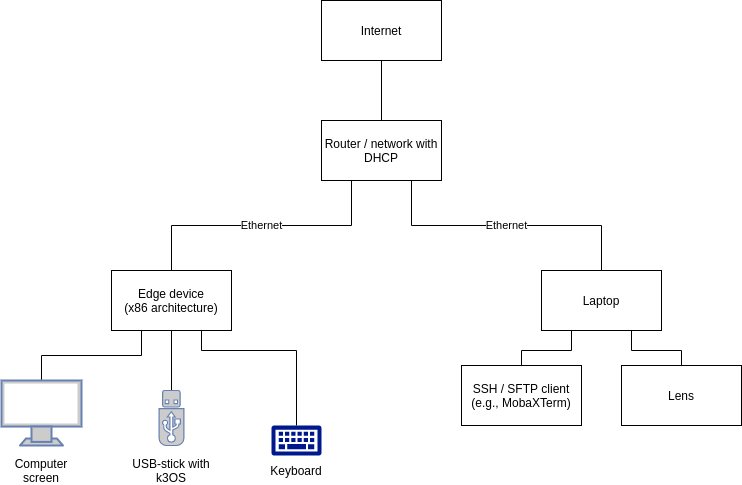 Internet
Router / network with
DHCP
Ethernet
Ethernet
Edge device
(x86 architecture)
Laptop
SSH / SFTP client
(e.g., MobaXTerm)
Lens
Computer
screen
USB-stick with
k3OS
Keyboard